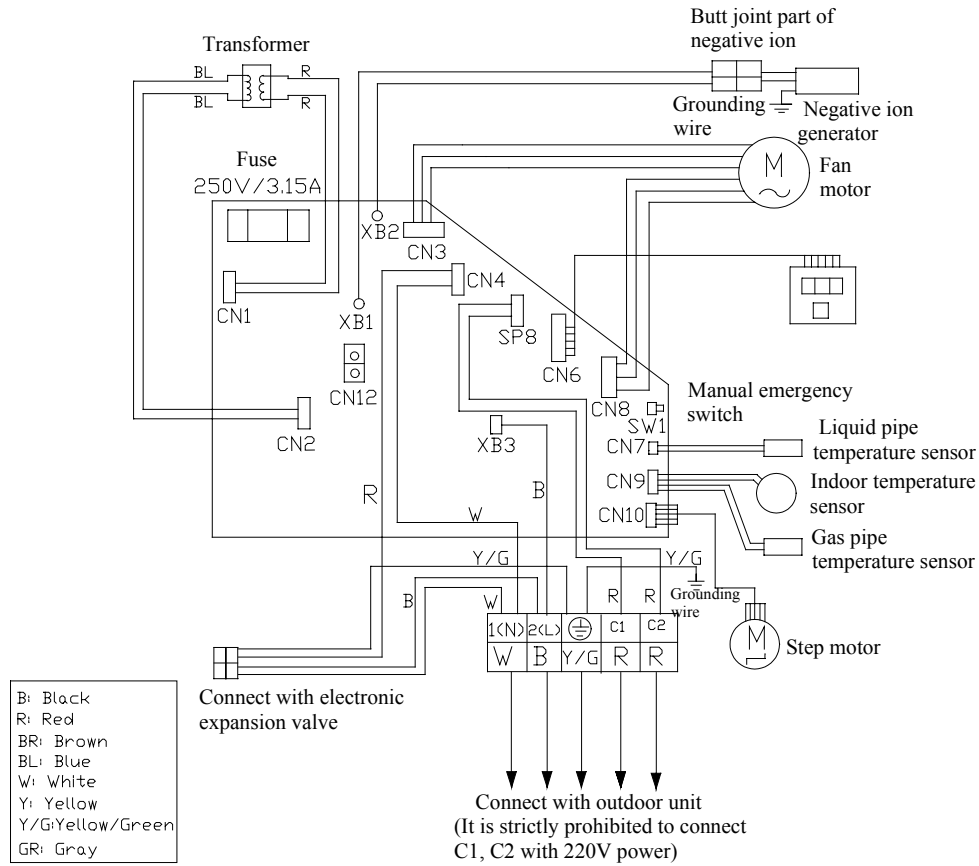 Butt joint part of
negative ion
Transformer
BL
R
BL
R
Grounding
wire
Negative ion
generator
Fuse
250V/3.15A
M
Fan
motor
XB2
CN3
CN4
CN1
XB1
SP8
CN6
CN12
CN8
Manual emergency
switch
SW1
CN2
XB3
CN7
Liquid pipe
temperature sensor
CN9
Indoor temperature
sensor
R
B
CN10
W
Gas pipe
temperature sensor
Y/G
Y/G
B
W
R
R
Grounding
wire
1(N)
2(L)
C1
C2
W
B
Y/G
R
R
M
Step motor
Connect with electronic
expansion valve
B: Black
R: Red
BR: Brown
BL: Blue
W: White
Y: Yellow
Y/G:Yellow/Green
GR: Gray
Connect with outdoor unit
(It is strictly prohibited to connect
C1, C2 with 220V power)